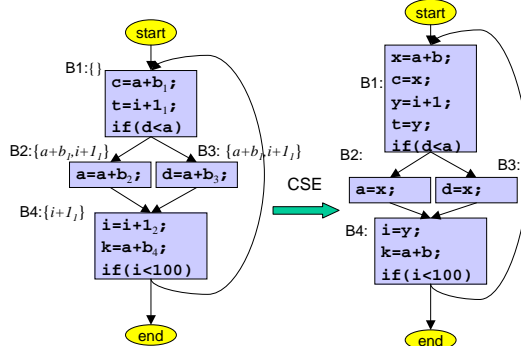 start
B1:{}
c=a+b₁;
t=i+1₁;
if(d<a)
B2:{a+b₁,i+1₁}
B3: {a+b₁,i+1₁}
a=a+b₂;
d=a+b₃;
B4:{i+1₁}
i=i+1₂;
k=a+b₄;
if(i<100)
end
CSE
start
B1:
x=a+b;
c=x;
y=i+1;
t=y;
if(d<a)
B2:
B3:
a=x;
d=x;
B4:
i=y;
k=a+b;
if(i<100)
end